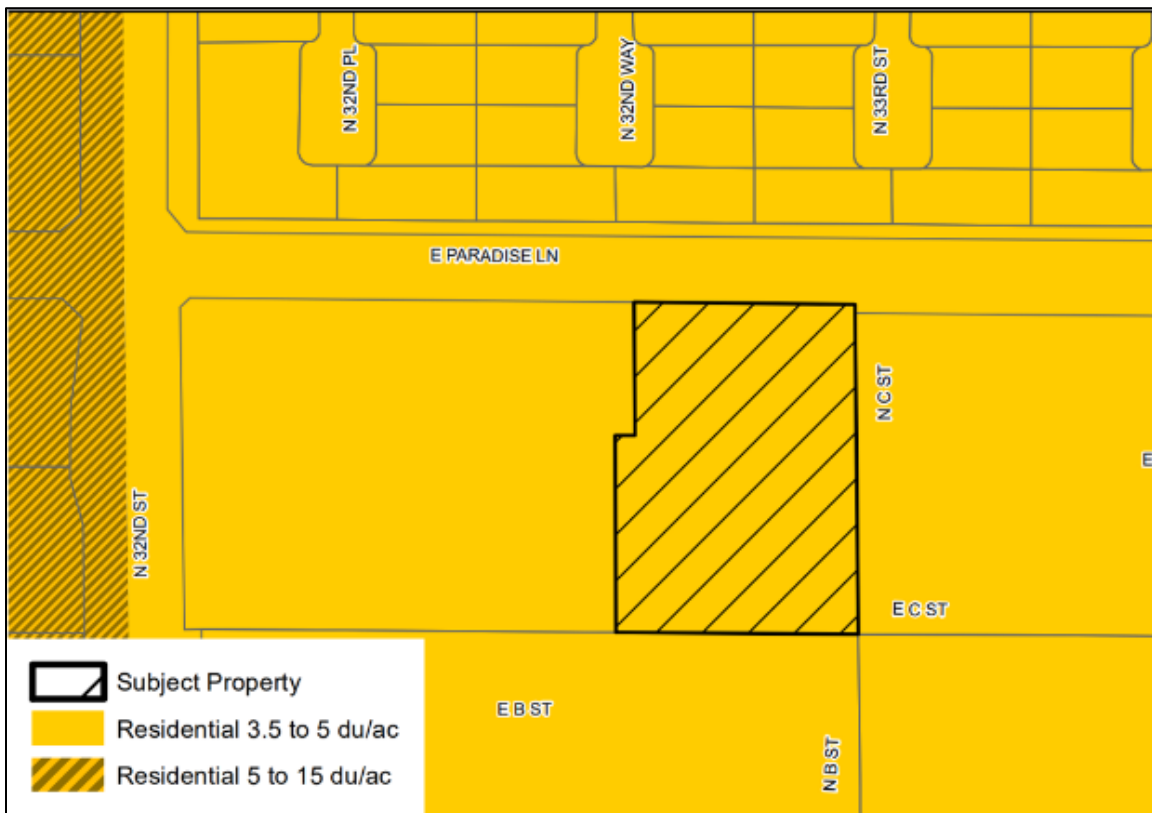 N 32ND PL
N 32ND WAY
N 33RD ST
E PARADISE LN
N C ST
E
N 32ND ST
E C ST
E B ST
N B ST
Subject Property
Residential 3.5 to 5 du/ac
Residential 5 to 15 du/ac